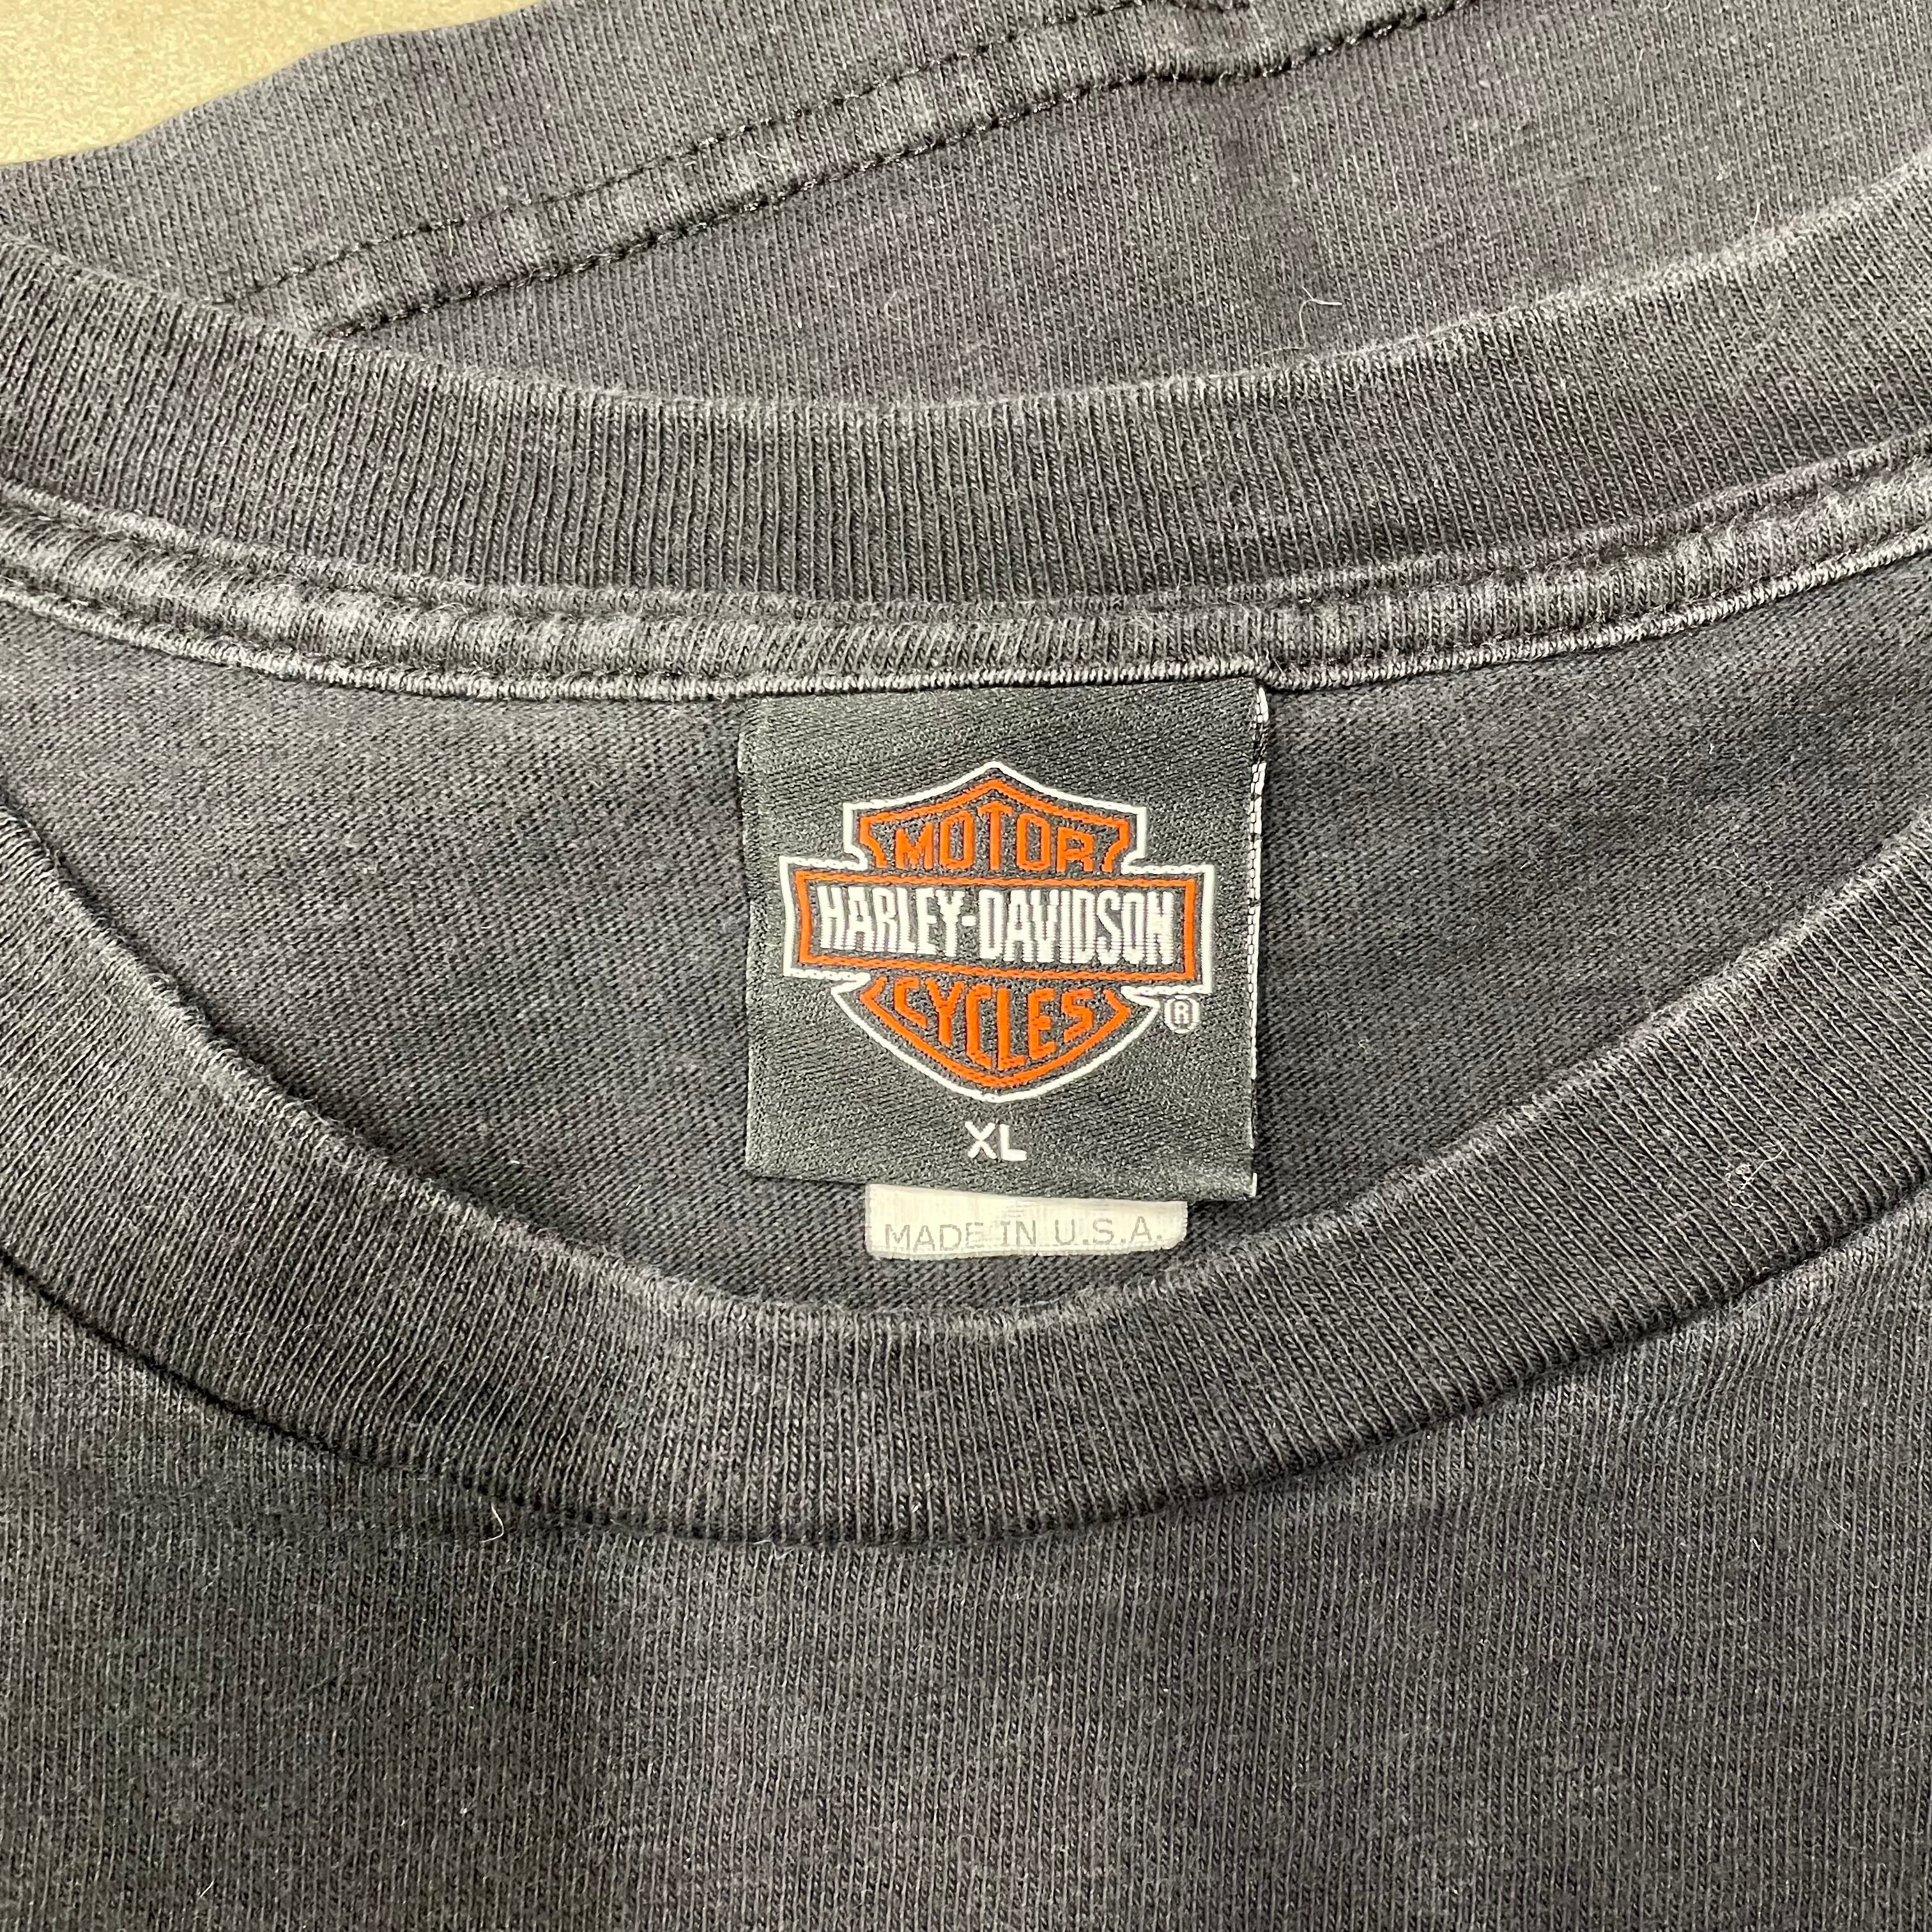 MOTOR
HARLEY-DAVIDSON
CYCLES
®
XL
MADE IN U.S.A.